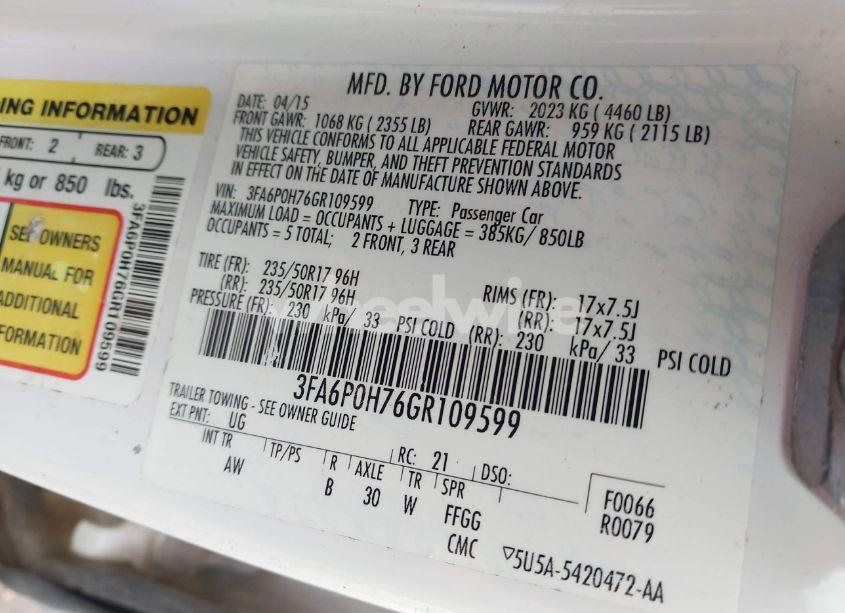 MFD. BY FORD MOTOR CO.
DATE: 04/15 GVWR: 2023 KG ( 4460 LB)
FRONT GAWR: 1068 KG ( 2355 LB) REAR GAWR: 959 KG ( 2115 LB)
THIS VEHICLE CONFORMS TO ALL APPLICABLE FEDERAL MOTOR
VEHICLE SAFETY, BUMPER, AND THEFT PREVENTION STANDARDS
IN EFFECT ON THE DATE OF MANUFACTURE SHOWN ABOVE.
VIN: 3FA6P0H76GR109599 TYPE: Passenger Car
MAXIMUM LOAD = OCCUPANTS + LUGGAGE = 385KG/ 850LB
OCCUPANTS = 5 TOTAL; 2 FRONT, 3 REAR
TIRE (FR): 235/50R17 96H RIMS (FR): 17x7.5J
(RR): 235/50R17 96H (RR): 17x7.5J
PRESSURE (FR): 230 kPa/ 33 PSI COLD (RR): 230 kPa/ 33 PSI COLD
3FA6P0H76GR109599
TRAILER TOWING - SEE OWNER GUIDE
EXT PNT: UG RC: 21 DSO:
INT TR TP/PS R AXLE TR SPR F0066
AW B 30 W FFGG R0079
CMC 5U5A-5420472-AA
ING INFORMATION
FRONT: 2 REAR: 3
kg or 850 lbs.
SEE OWNERS
MANUAL FOR
ADDITIONAL
FORMATION
3FA6P0H76GR109599